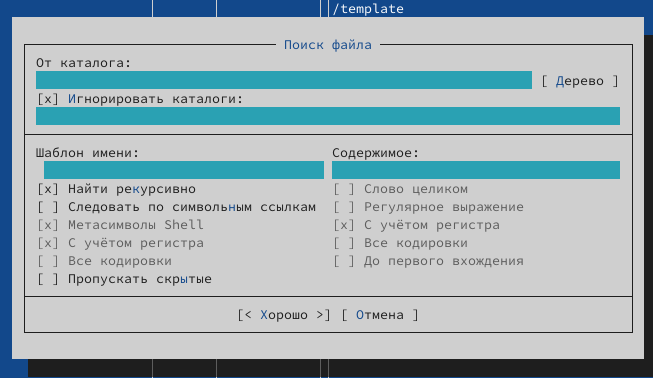 /template
Поиск файла
От каталога:
[ Дерево ]
[x] Игнорировать каталоги:
Шаблон имени:
[x] Найти рекурсивно
[ ] Следовать по символьным ссылкам
[x] Метасимволы Shell
[x] С учётом регистра
[ ] Все кодировки
[ ] Пропускать скрытые
Содержимое:
[ ] Слово целиком
[ ] Регулярное выражение
[x] С учётом регистра
[ ] Все кодировки
[ ] До первого вхождения
[< Хорошо >] [ Отмена ]